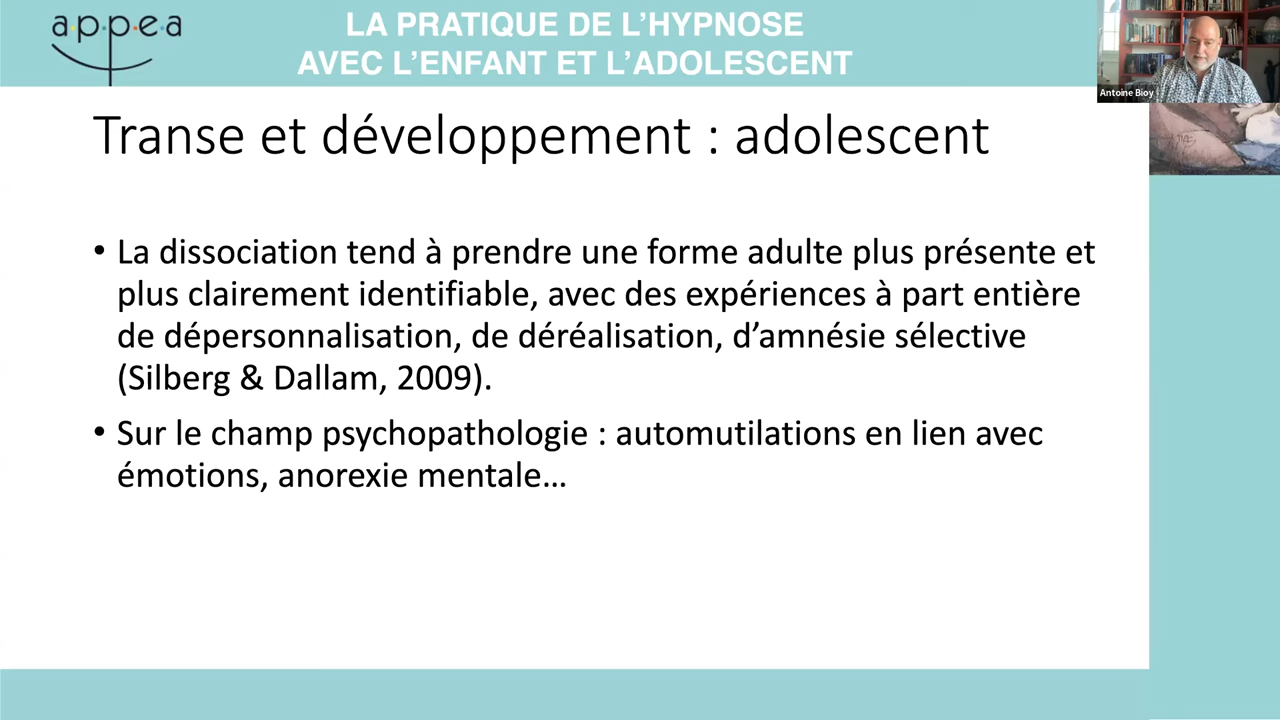 a·p·p·e·a
LA PRATIQUE DE L'HYPNOSE
AVEC L'ENFANT ET L'ADOLESCENT
Antoine Bioy
Transe et développement : adolescent
• La dissociation tend à prendre une forme adulte plus présente et
plus clairement identifiable, avec des expériences à part entière
de dépersonnalisation, de déréalisation, d’amnésie sélective
(Silberg & Dallam, 2009).
• Sur le champ psychopathologie : automutilations en lien avec
émotions, anorexie mentale…